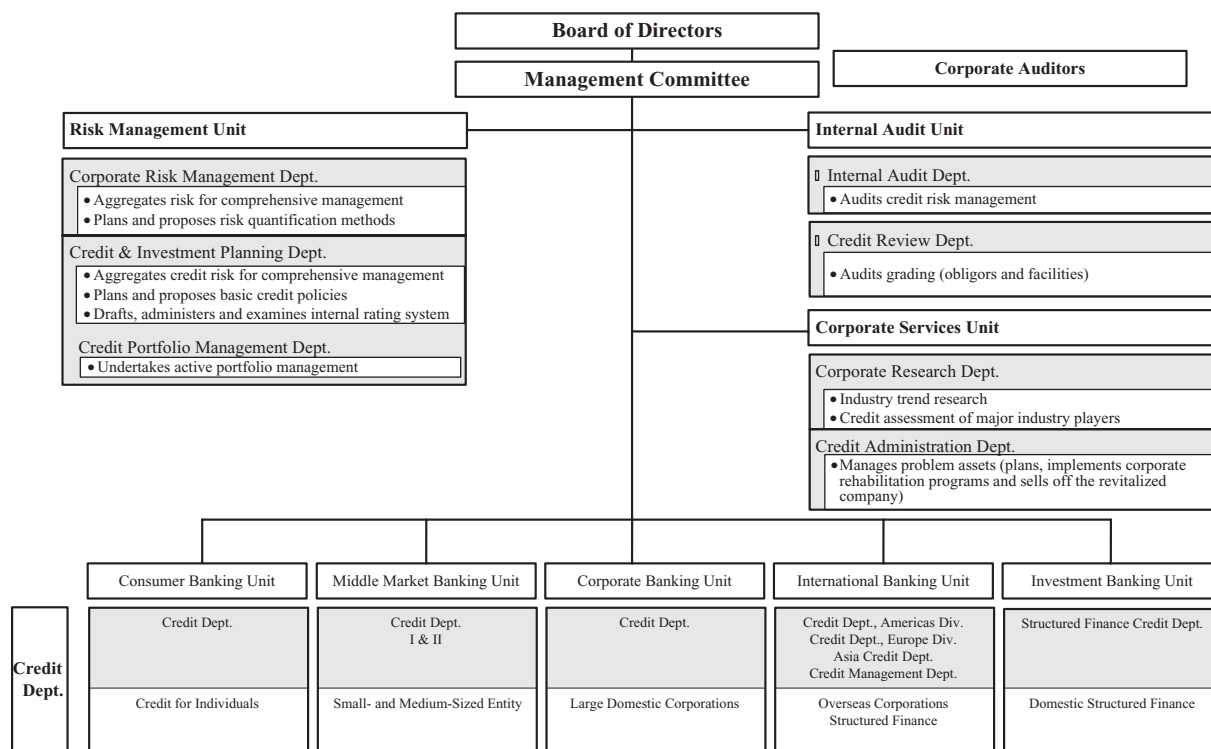 Board of Directors
Management Committee
Corporate Auditors
Risk Management Unit
Corporate Risk Management Dept.
• Aggregates risk for comprehensive management
• Plans and proposes risk quantification methods
Credit & Investment Planning Dept.
• Aggregates credit risk for comprehensive management
• Plans and proposes basic credit policies
• Drafts, administers and examines internal rating system
Credit Portfolio Management Dept.
• Undertakes active portfolio management
Internal Audit Unit
▯ Internal Audit Dept.
• Audits credit risk management
▯ Credit Review Dept.
• Audits grading (obligors and facilities)
Corporate Services Unit
Corporate Research Dept.
• Industry trend research
• Credit assessment of major industry players
Credit Administration Dept.
• Manages problem assets (plans, implements corporate
rehabilitation programs and sells off the revitalized
company)
Consumer Banking Unit
Middle Market Banking Unit
Corporate Banking Unit
International Banking Unit
Investment Banking Unit
Credit
Dept.
Credit Dept.
Credit for Individuals
Credit Dept.
I & II
Small- and Medium-Sized Entity
Credit Dept.
Large Domestic Corporations
Credit Dept., Americas Div.
Credit Dept., Europe Div.
Asia Credit Dept.
Credit Management Dept.
Overseas Corporations
Structured Finance
Structured Finance Credit Dept.
Domestic Structured Finance